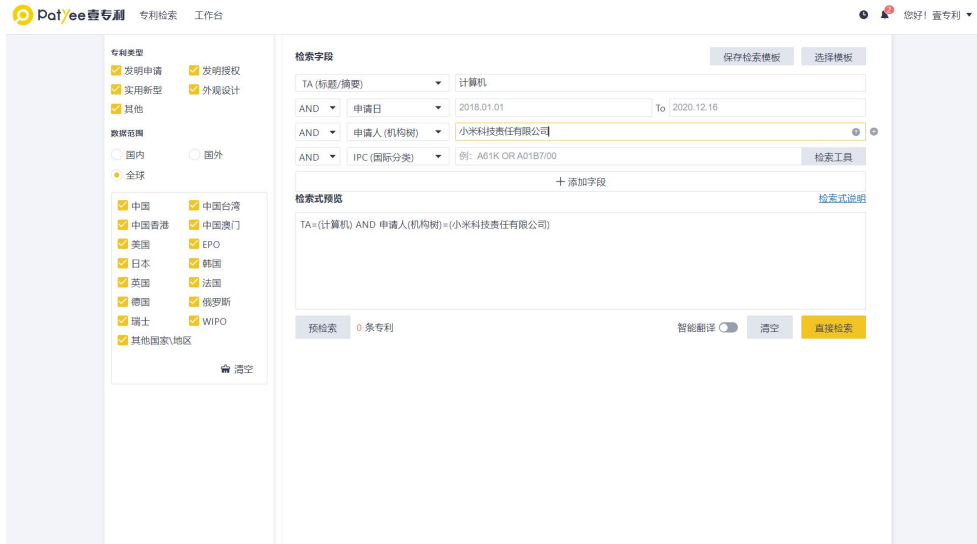 Patyee壹专利 专利检索 工作台 2 您好！壹专利
专利类型
发明申请 发明授权
实用新型 外观设计
其他
数据范围
国内 国外
全球
中国 中国台湾
中国香港 中国澳门
美国 EPO
日本 韩国
英国 法国
德国 俄罗斯
瑞士 WIPO
其他国家\地区
清空
检索字段 保存检索模板 选择模板
TA (标题/摘要) 计算机
AND 申请日 2018.01.01 To 2020.12.16
AND 申请人 (机构树) 小米科技责任有限公司
AND IPC (国际分类) 例：A61K OR A01B7/00 检索工具
+ 添加字段
检索式预览 检索式说明
TA=(计算机) AND 申请人(机构树)=(小米科技责任有限公司)
预检索 0 条专利 智能翻译 清空 直接检索